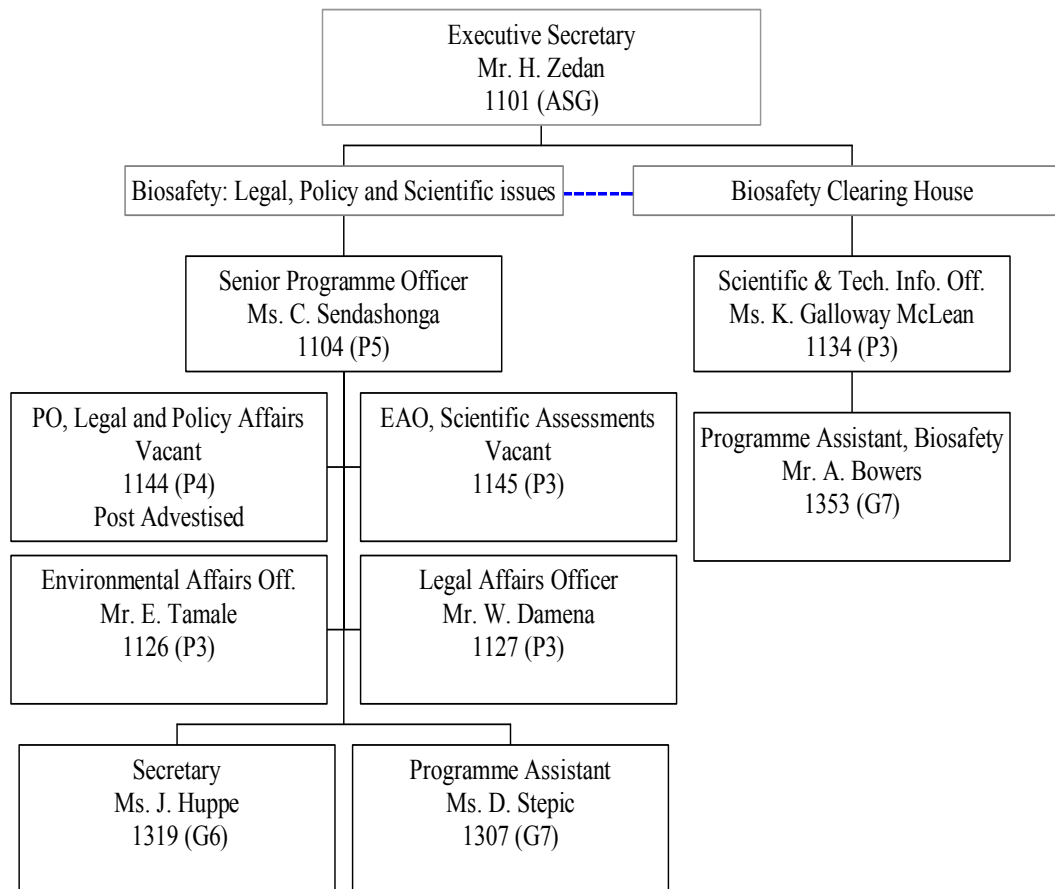 Executive Secretary
Mr. H. Zedan
1101 (ASG)
Biosafety: Legal, Policy and Scientific issues
Biosafety Clearing House
Senior Programme Officer
Ms. C. Sendashonga
1104 (P5)
Scientific & Tech. Info. Off.
Ms. K. Galloway McLean
1134 (P3)
PO, Legal and Policy Affairs
Vacant
1144 (P4)
Post Advestised
EAO, Scientific Assessments
Vacant
1145 (P3)
Programme Assistant, Biosafety
Mr. A. Bowers
1353 (G7)
Environmental Affairs Off.
Mr. E. Tamale
1126 (P3)
Legal Affairs Officer
Mr. W. Damena
1127 (P3)
Secretary
Ms. J. Huppe
1319 (G6)
Programme Assistant
Ms. D. Stepic
1307 (G7)